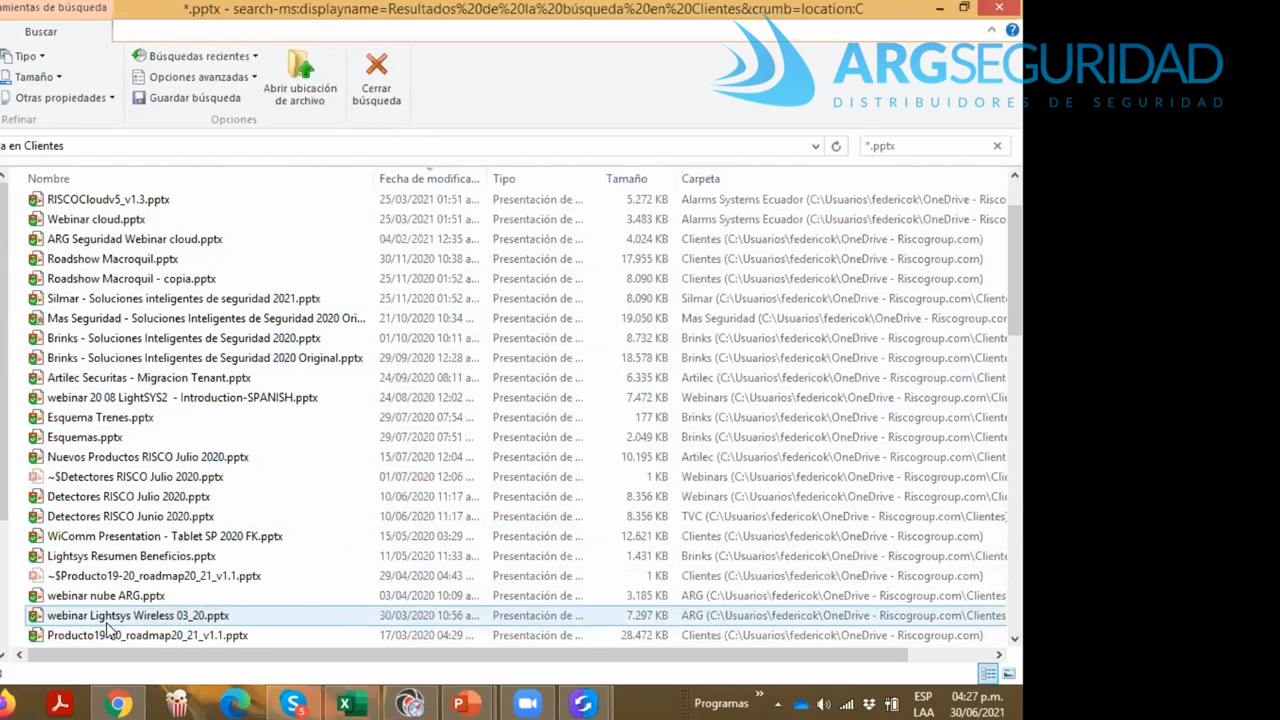 amientas de búsqueda
*.pptx - search-ms:displayname=Resultados%20de%20la%20búsqueda%20en%20Clientes&crumb=location:C
Buscar
Tipo
Búsquedas recientes
Tamaño
Opciones avanzadas
Otras propiedades
Guardar búsqueda
Abrir ubicación
de archivo
Cerrar
búsqueda
Refinar
Opciones
ARGSEGURIDAD
DISTRIBUIDORES DE SEGURIDAD
a en Clientes
*.pptx
Nombre Fecha de modifica... Tipo Tamaño Carpeta
RISCOCloudv5_v1.3.pptx 25/03/2021 01:51 a... Presentación de ... 5.272 KB Alarms Systems Ecuador (C:\Usuarios\federicok\OneDrive - Risco
Webinar cloud.pptx 25/03/2021 01:51 a... Presentación de ... 3.483 KB Alarms Systems Ecuador (C:\Usuarios\federicok\OneDrive - Risco
ARG Seguridad Webinar cloud.pptx 04/02/2021 12:35 a... Presentación de ... 4.024 KB Clientes (C:\Usuarios\federicok\OneDrive - Riscogroup.com)
Roadshow Macroquil.pptx 30/11/2020 10:38 a... Presentación de ... 17.955 KB Clientes (C:\Usuarios\federicok\OneDrive - Riscogroup.com)
Roadshow Macroquil - copia.pptx 25/11/2020 01:52 a... Presentación de ... 8.090 KB Clientes (C:\Usuarios\federicok\OneDrive - Riscogroup.com)
Silmar - Soluciones inteligentes de seguridad 2021.pptx 25/11/2020 01:52 a... Presentación de ... 8.090 KB Silmar (C:\Usuarios\federicok\OneDrive - Riscogroup.com\Cliente
Mas Seguridad - Soluciones Inteligentes de Seguridad 2020 Ori... 21/10/2020 10:34 ... Presentación de ... 19.050 KB Mas Seguridad (C:\Usuarios\federicok\OneDrive - Riscogroup.com
Brinks - Soluciones Inteligentes de Seguridad 2020.pptx 01/10/2020 10:11 a... Presentación de ... 8.732 KB Brinks (C:\Usuarios\federicok\OneDrive - Riscogroup.com\Cliente
Brinks - Soluciones Inteligentes de Seguridad 2020 Original.pptx 29/09/2020 12:28 a... Presentación de ... 18.578 KB Brinks (C:\Usuarios\federicok\OneDrive - Riscogroup.com\Cliente
Artilec Securitas - Migracion Tenant.pptx 24/09/2020 08:11 a... Presentación de ... 6.335 KB Artilec (C:\Usuarios\federicok\OneDrive - Riscogroup.com\Client
webinar 20 08 LightSYS2 - Introduction-SPANISH.pptx 24/08/2020 12:02 ... Presentación de ... 7.472 KB Webinars (C:\Usuarios\federicok\OneDrive - Riscogroup.com\Clie
Esquema Trenes.pptx 29/07/2020 07:54 ... Presentación de ... 177 KB Brinks (C:\Usuarios\federicok\OneDrive - Riscogroup.com\Cliente
Esquemas.pptx 29/07/2020 07:51 ... Presentación de ... 2.049 KB Brinks (C:\Usuarios\federicok\OneDrive - Riscogroup.com\Cliente
Nuevos Productos RISCO Julio 2020.pptx 15/07/2020 12:04 ... Presentación de ... 10.195 KB Artilec (C:\Usuarios\federicok\OneDrive - Riscogroup.com\Client
~$Detectores RISCO Julio 2020.pptx 01/07/2020 12:06 ... Presentación de ... 1 KB Webinars (C:\Usuarios\federicok\OneDrive - Riscogroup.com\Clie
Detectores RISCO Julio 2020.pptx 10/06/2020 11:17 a... Presentación de ... 8.356 KB Webinars (C:\Usuarios\federicok\OneDrive - Riscogroup.com\Clie
Detectores RISCO Junio 2020.pptx 10/06/2020 11:17 a... Presentación de ... 8.356 KB TVC (C:\Usuarios\federicok\OneDrive - Riscogroup.com\Clientes
WiComm Presentation - Tablet SP 2020 FK.pptx 15/05/2020 03:29 ... Presentación de ... 12.621 KB Clientes (C:\Usuarios\federicok\OneDrive - Riscogroup.com)
Lightsys Resumen Beneficios.pptx 11/05/2020 11:33 a... Presentación de ... 1.431 KB Brinks (C:\Usuarios\federicok\OneDrive - Riscogroup.com\Cliente
~$Producto19-20_roadmap20_21_v1.1.pptx 29/04/2020 04:43 ... Presentación de ... 1 KB Clientes (C:\Usuarios\federicok\OneDrive - Riscogroup.com)
webinar nube ARG.pptx 03/04/2020 10:09 a... Presentación de ... 3.185 KB ARG (C:\Usuarios\federicok\OneDrive - Riscogroup.com\Clientes
webinar Lightsys Wireless 03_20.pptx 30/03/2020 10:56 a... Presentación de ... 7.297 KB ARG (C:\Usuarios\federicok\OneDrive - Riscogroup.com\Clientes
Producto19-20_roadmap20_21_v1.1.pptx 17/03/2020 04:29 ... Presentación de ... 28.472 KB Clientes (C:\Usuarios\federicok\OneDrive - Riscogroup.com)
Programas
ESP 04:27 p.m.
LAA 30/06/2021